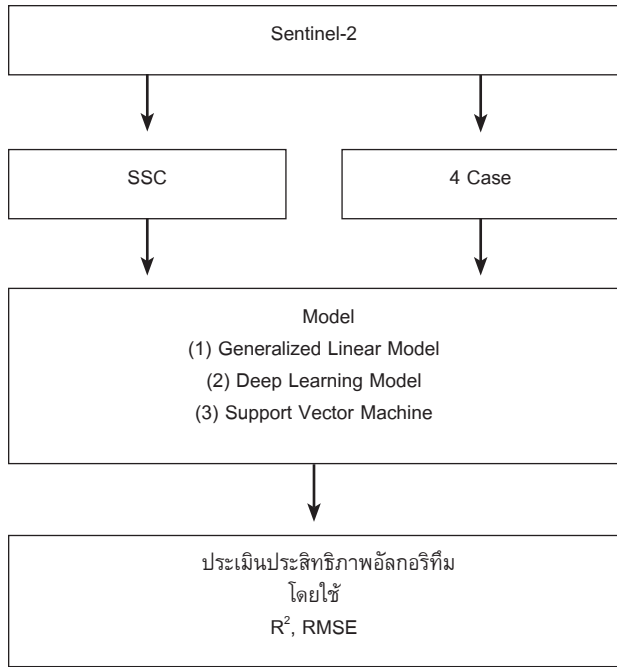 Sentinel-2
SSC
4 Case
Model
(1) Generalized Linear Model
(2) Deep Learning Model
(3) Support Vector Machine
ประเมินประสิทธิภาพอัลกอริทึ่ม
โดยใช้
R², RMSE